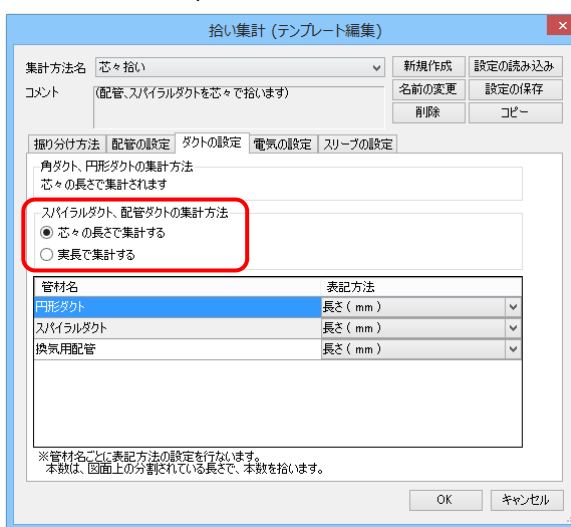 拾い集計 (テンプレート編集)
集計方法名 芯々拾い 新規作成 設定の読み込み
コメント (配管、スパイラルダクトを芯々で拾います) 名前の変更 設定の保存
削除 コピー
振り分け方法 配管の設定 ダクトの設定 電気の設定 スリーブの設定
角ダクト、円形ダクトの集計方法
芯々の長さで集計されます
スパイラルダクト、配管ダクトの集計方法
芯々の長さで集計する
実長で集計する
管材名 表記方法
円形ダクト 長さ ( mm )
スパイラルダクト 長さ ( mm )
換気用配管 長さ ( mm )
※管材名ごとに表記方法の設定を行ないます。
本数は、図面上の分割されている長さで、本数を拾います。
OK キャンセル